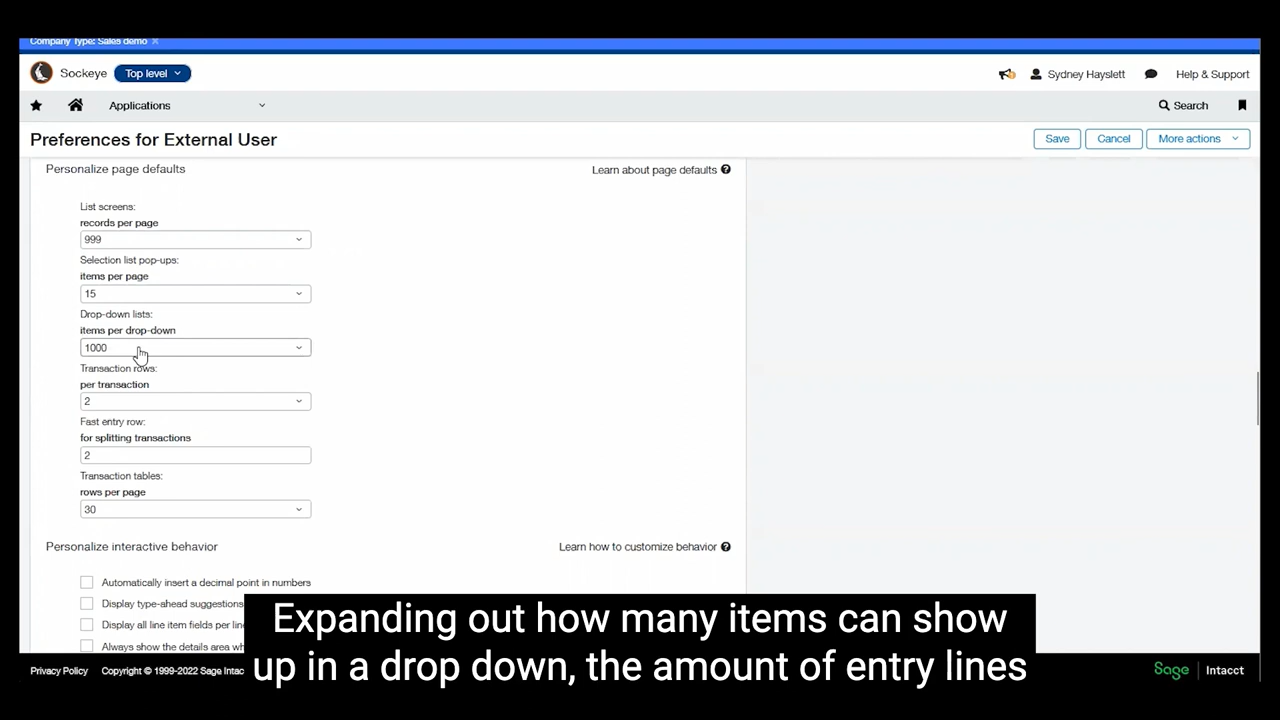 Company Type: Sales demo ×
Sockeye Top level
Sydney Hayslett Help & Support
Applications
Search
Preferences for External User
Save Cancel More actions
Personalize page defaults
Learn about page defaults
List screens:
records per page
999
Selection list pop-ups:
items per page
15
Drop-down lists:
items per drop-down
1000
Transaction rows:
per transaction
2
Fast entry row:
for splitting transactions
2
Transaction tables:
rows per page
30
Personalize interactive behavior
Learn how to customize behavior
Automatically insert a decimal point in numbers
Display type-ahead suggestions
Display all line item fields per line
Always show the details area
Expanding out how many items can show
up in a drop down, the amount of entry lines
Privacy Policy Copyright © 1999-2022 Sage
Sage Intacct